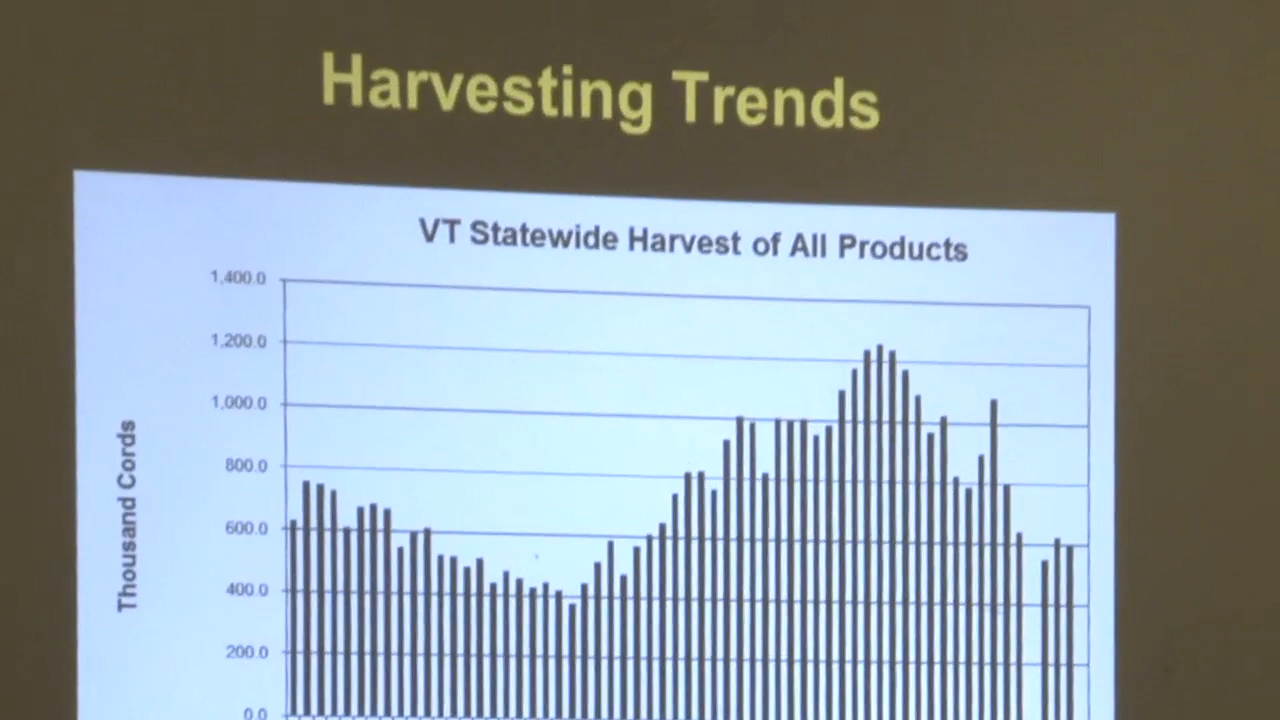 Harvesting Trends
VT Statewide Harvest of All Products
1,400.0
1,200.0
1,000.0
800.0
600.0
400.0
200.0
0.0
Thousand Cords